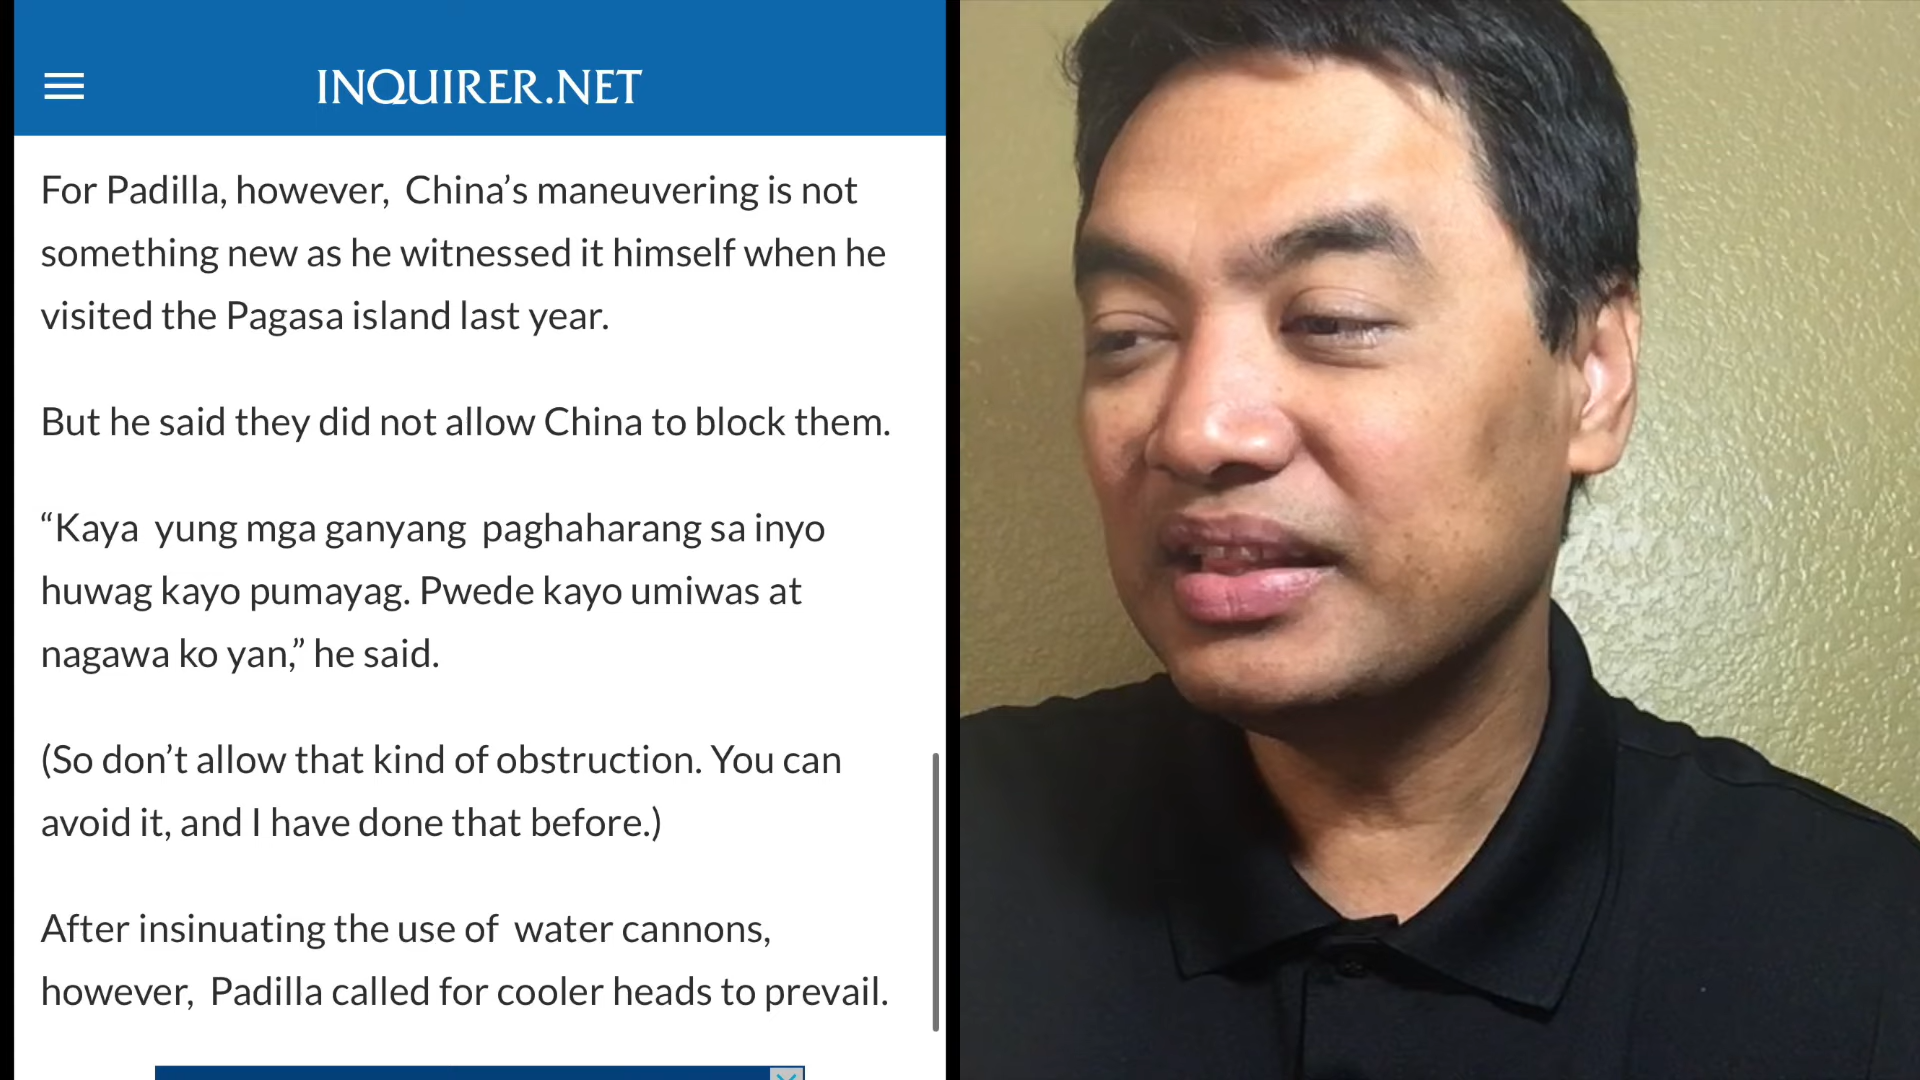 INQUIRER.NET
For Padilla, however, China’s maneuvering is not
something new as he witnessed it himself when he
visited the Pagasa island last year.
But he said they did not allow China to block them.
“Kaya yung mga ganyang paghaharang sa inyo
huwag kayo pumayag. Pwede kayo umiwas at
nagawa ko yan,” he said.
(So don’t allow that kind of obstruction. You can
avoid it, and I have done that before.)
After insinuating the use of water cannons,
however, Padilla called for cooler heads to prevail.